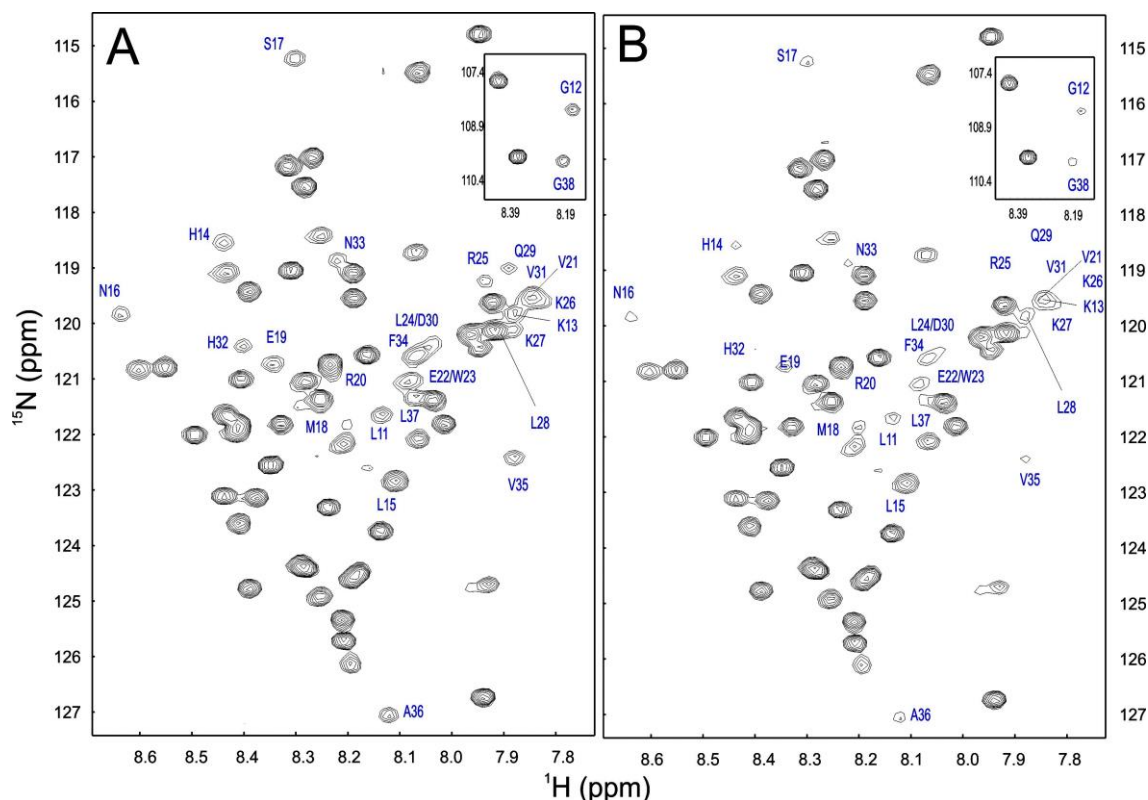 A
115
116
117
118
119
120
121
122
123
124
125
126
127
¹⁵N (ppm)
S17
107.4
G12
108.9
110.4
G38
8.39 8.19
H14
N33
Q29
R25
V21
V31
N16
K26
K13
L24/D30
K27
H32
E19
F34
R20
E22/W23
M18
L11
L37
L28
V35
L15
A36
8.6 8.5 8.4 8.3 8.2 8.1 8.0 7.9 7.8
B
S17
107.4
G12
108.9
110.4
G38
8.39 8.19
H14
N33
Q29
R25
V21
V31
N16
K26
K13
L24/D30
K27
H32
E19
F34
R20
E22/W23
M18
L11
L37
L28
V35
L15
A36
115
116
117
118
119
120
121
122
123
124
125
126
127
8.6 8.5 8.4 8.3 8.2 8.1 8.0 7.9 7.8
¹H (ppm)